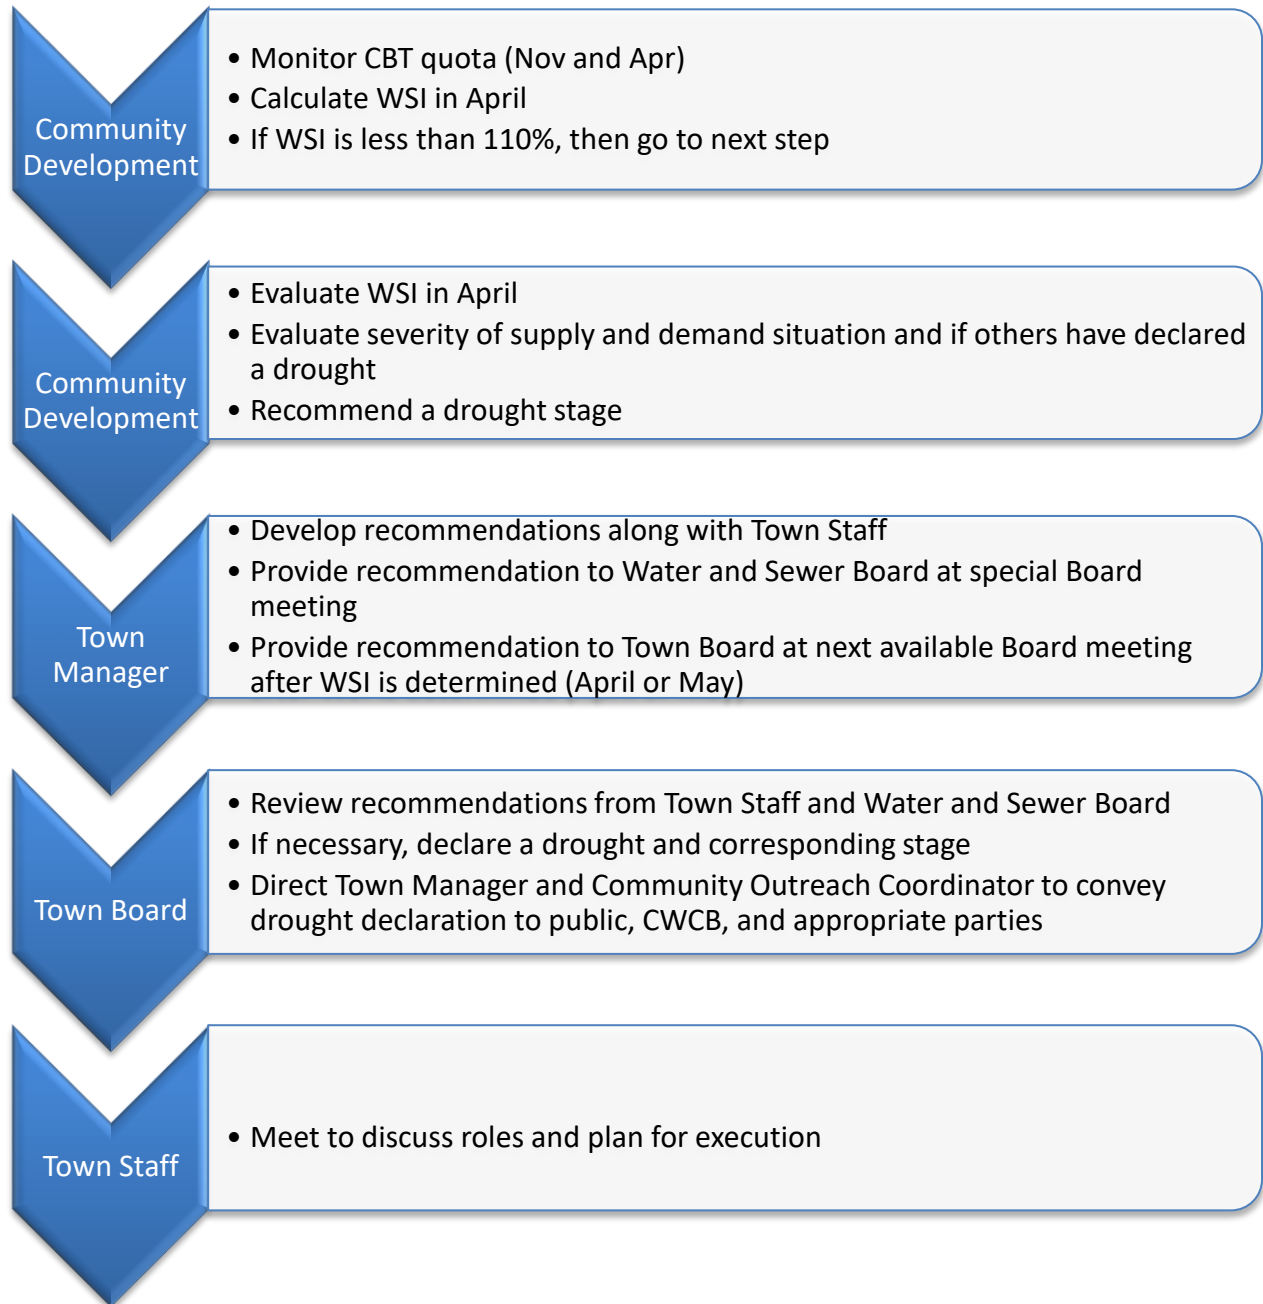 Community
Development
• Monitor CBT quota (Nov and Apr)
• Calculate WSI in April
• If WSI is less than 110%, then go to next step
Community
Development
• Evaluate WSI in April
• Evaluate severity of supply and demand situation and if others have declared
a drought
• Recommend a drought stage
Town
Manager
• Develop recommendations along with Town Staff
• Provide recommendation to Water and Sewer Board at special Board
meeting
• Provide recommendation to Town Board at next available Board meeting
after WSI is determined (April or May)
Town Board
• Review recommendations from Town Staff and Water and Sewer Board
• If necessary, declare a drought and corresponding stage
• Direct Town Manager and Community Outreach Coordinator to convey
drought declaration to public, CWCB, and appropriate parties
Town Staff
• Meet to discuss roles and plan for execution